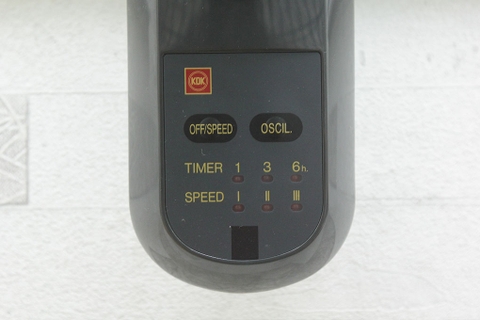 KDK
OFF/SPEED OSCIL.
TIMER 1 3 6h.
SPEED I II III